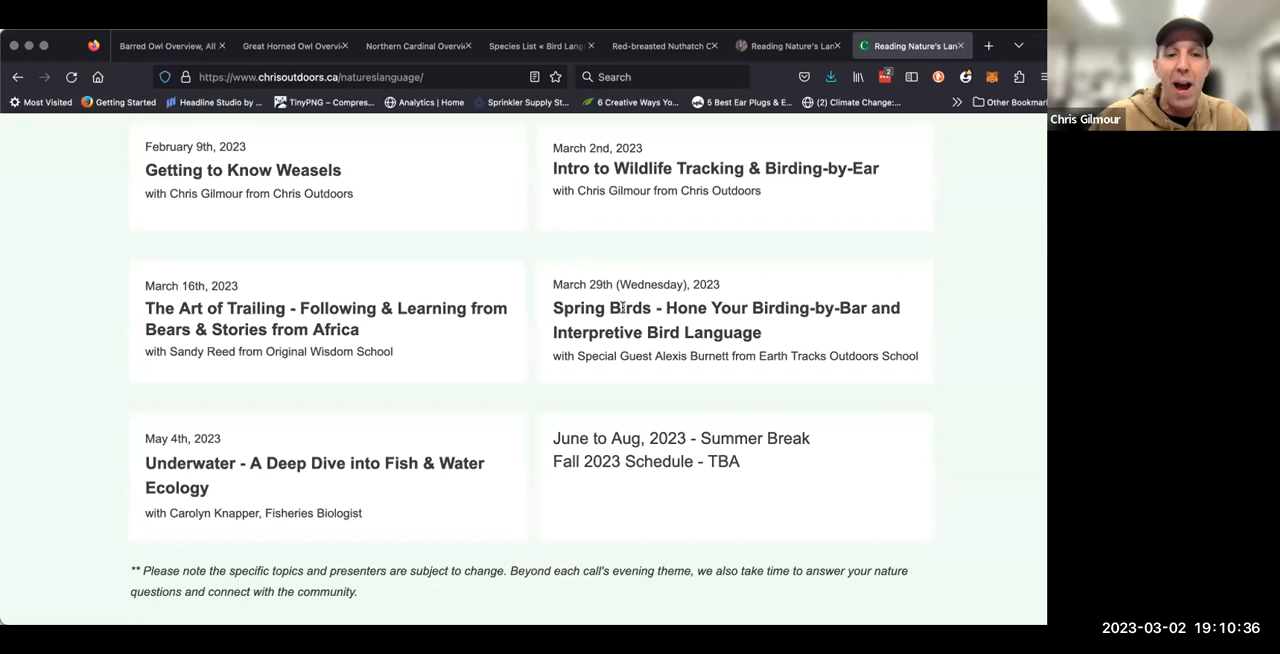 Barred Owl Overview, All
Great Horned Owl Overvi
Northern Cardinal Overvi
Species List « Bird Lang
Red-breasted Nuthatch C
Reading Nature's Lan
Reading Nature's Lan
https://www.chrisoutdoors.ca/natureslanguage/
Search
2
Most Visited
Getting Started
Headline Studio by ...
TinyPNG – Compres...
Analytics | Home
Sprinkler Supply St...
6 Creative Ways Yo...
5 Best Ear Plugs & E...
(2) Climate Change:...
Other Bookmar
Chris Gilmour
February 9th, 2023
Getting to Know Weasels
with Chris Gilmour from Chris Outdoors
March 2nd, 2023
Intro to Wildlife Tracking & Birding-by-Ear
with Chris Gilmour from Chris Outdoors
March 16th, 2023
The Art of Trailing - Following & Learning from
Bears & Stories from Africa
with Sandy Reed from Original Wisdom School
March 29th (Wednesday), 2023
Spring Birds - Hone Your Birding-by-Bar and
Interpretive Bird Language
with Special Guest Alexis Burnett from Earth Tracks Outdoors School
May 4th, 2023
Underwater - A Deep Dive into Fish & Water
Ecology
with Carolyn Knapper, Fisheries Biologist
June to Aug, 2023 - Summer Break
Fall 2023 Schedule - TBA
** Please note the specific topics and presenters are subject to change. Beyond each call's evening theme, we also take time to answer your nature
questions and connect with the community.
2023-03-02 19:10:36